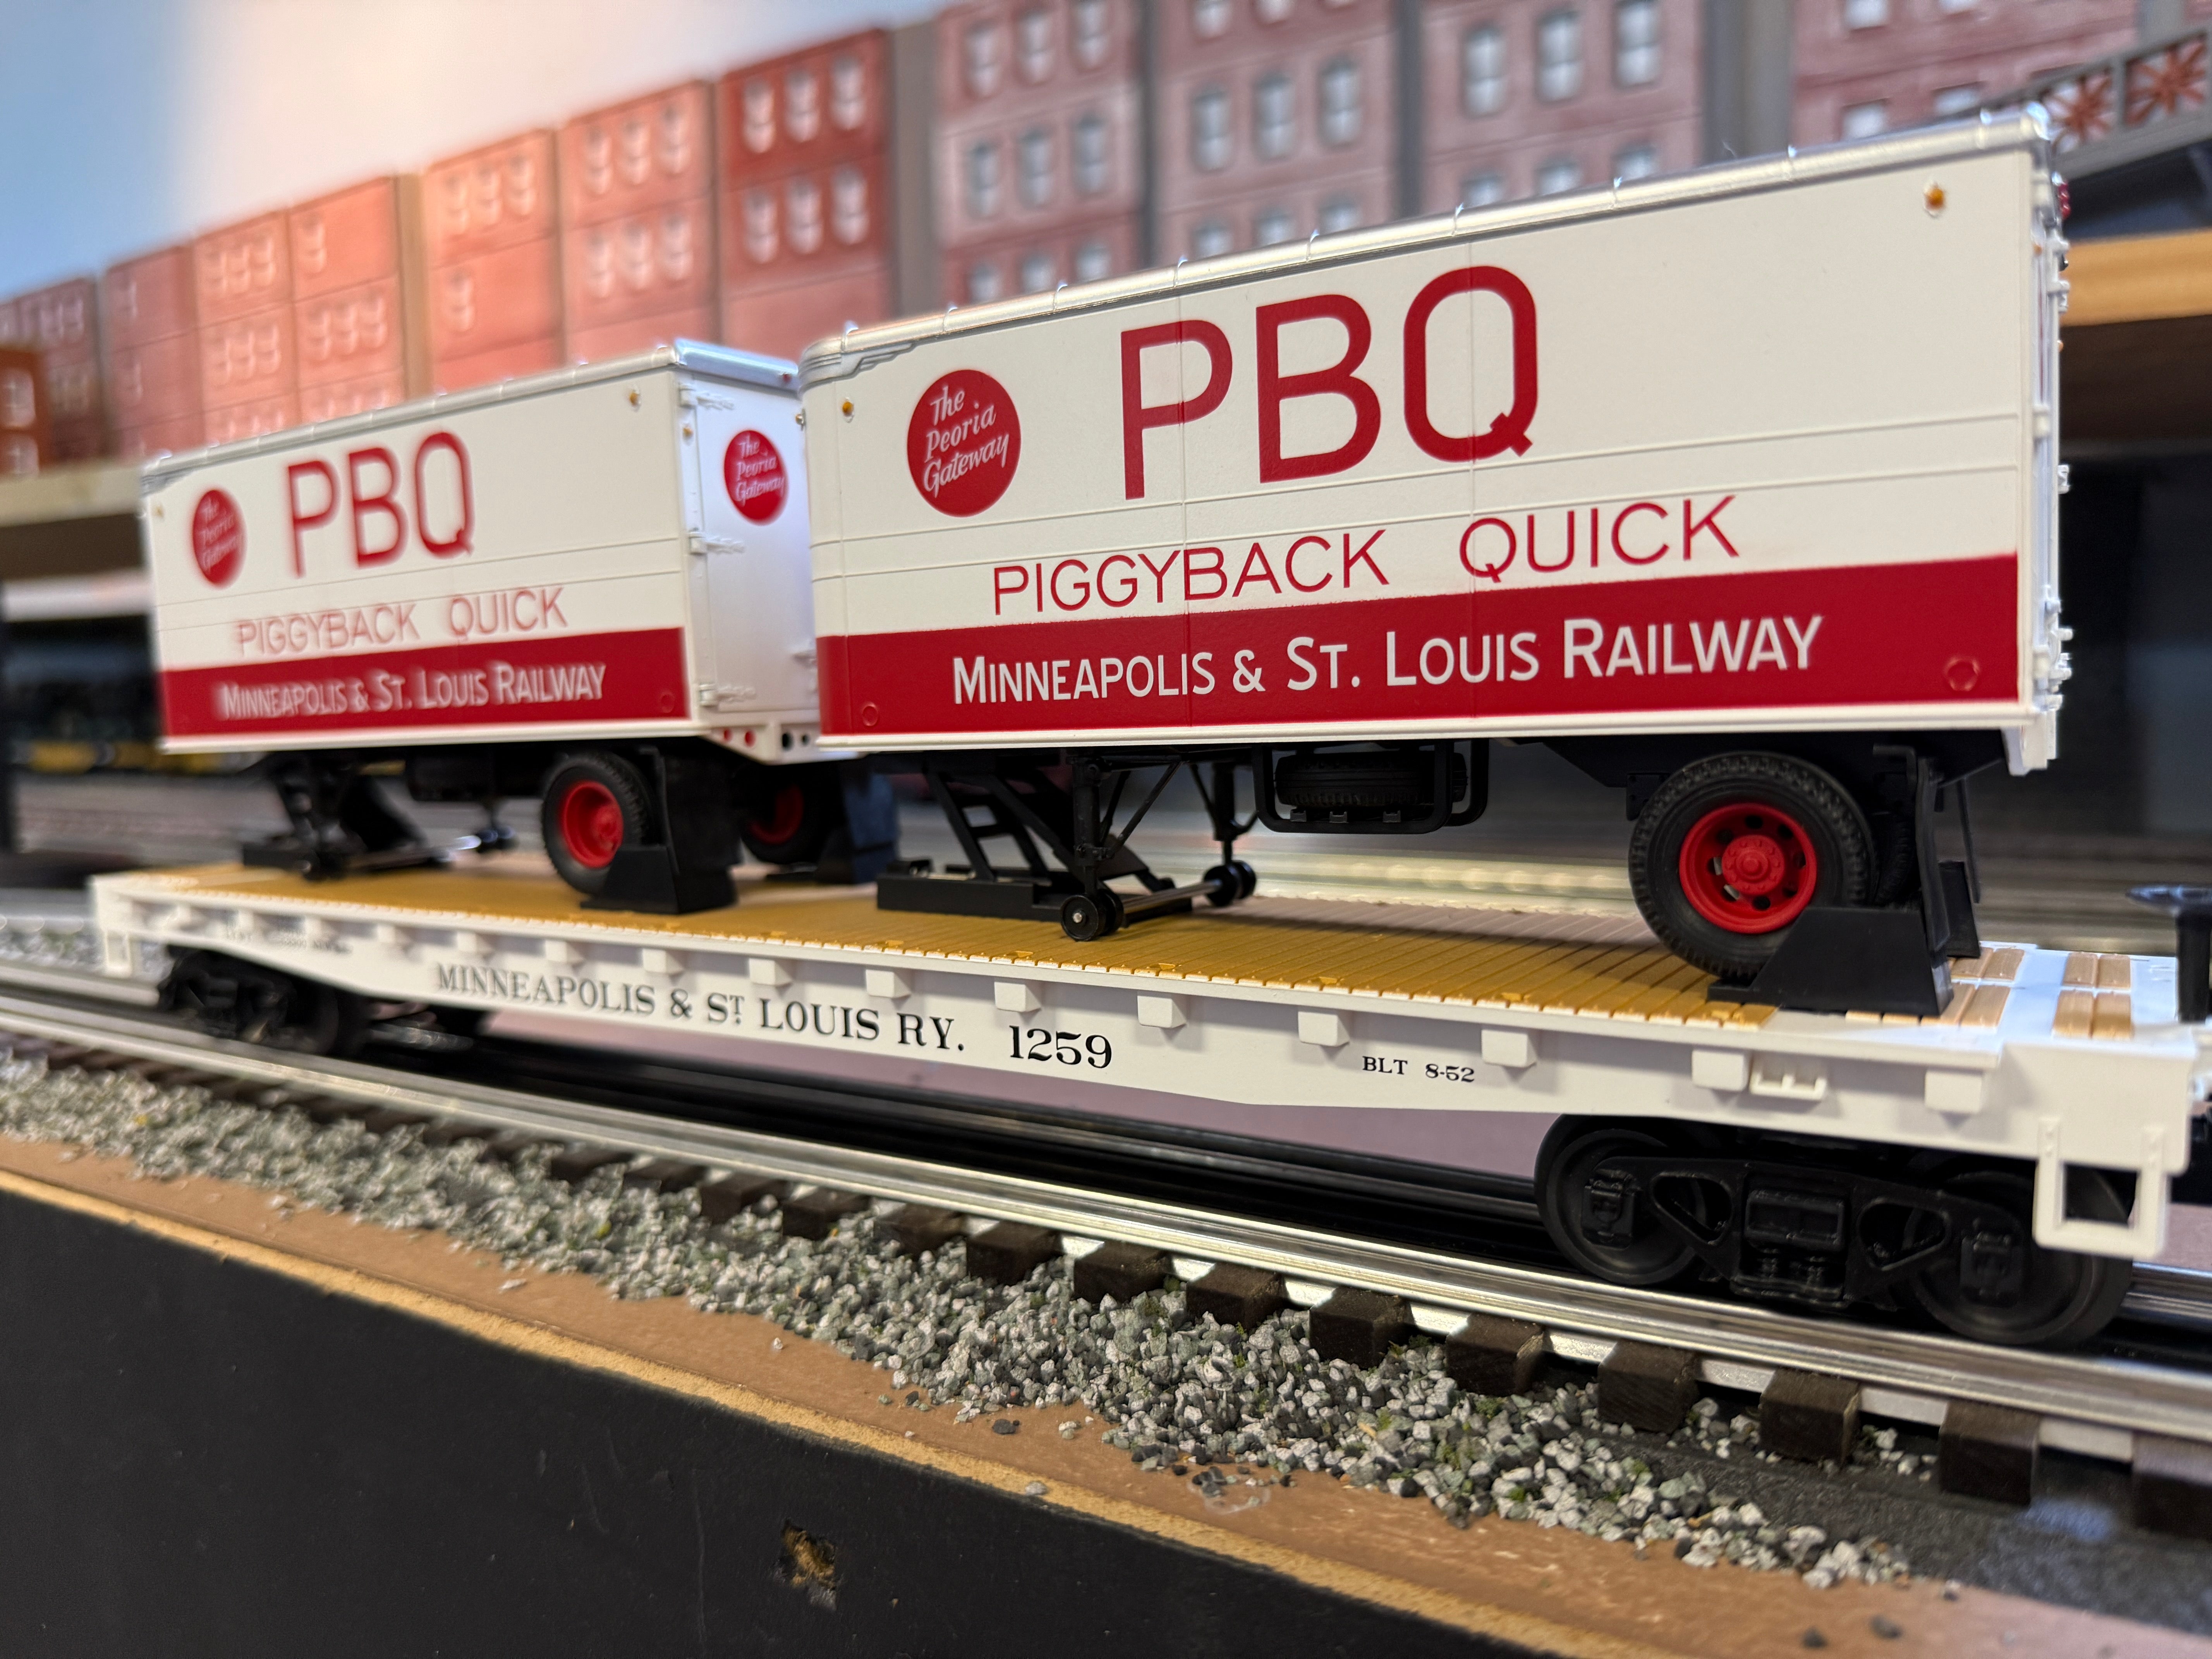 The
Peoria
Gateway
PBQ
PIGGYBACK QUICK
MINNEAPOLIS & ST. LOUIS RAILWAY
The
Peoria
Gateway
The
Peoria
Gateway
PBQ
PIGGYBACK QUICK
MINNEAPOLIS & ST. LOUIS RAILWAY
MINNEAPOLIS & ST. LOUIS RY. 1259
BLT 8-52